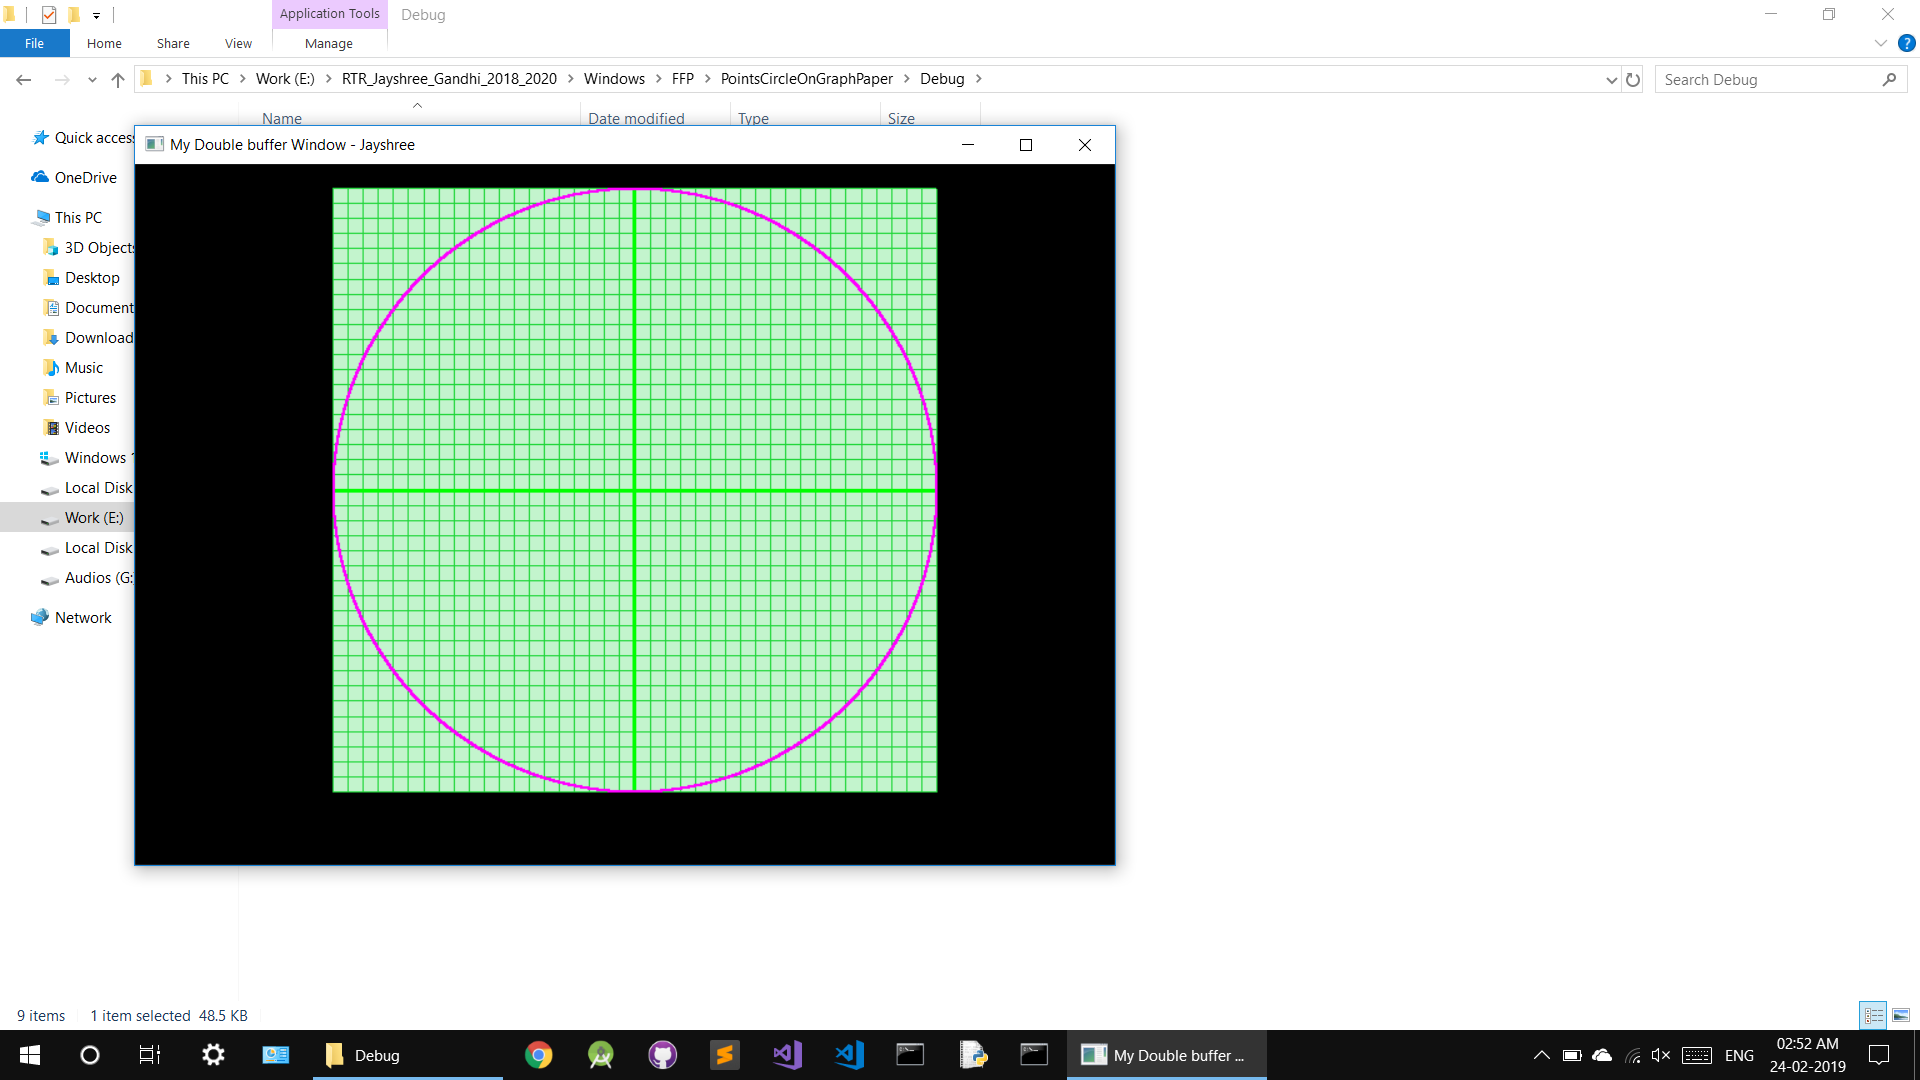 Application Tools Debug
File Home Share View Manage
This PC Work (E:) RTR_Jayshree_Gandhi_2018_2020 Windows FFP PointsCircleOnGraphPaper Debug Search Debug
Name Date modified Type Size
Quick access
My Double buffer Window - Jayshree
OneDrive
This PC
3D Objects
Desktop
Document
Download
Music
Pictures
Videos
Windows
Local Disk
Work (E:)
Local Disk
Audios (G:
Network
9 items 1 item selected 48.5 KB
Debug My Double buffer ... ENG 02:52 AM
24-02-2019